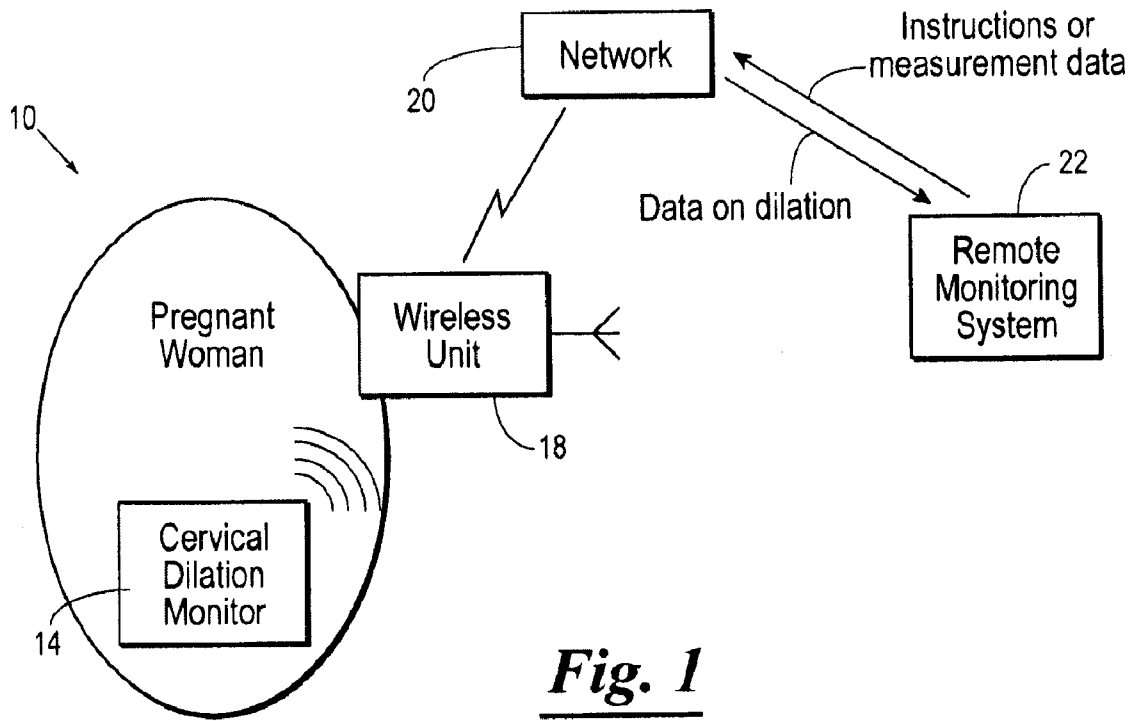 Instructions or
measurement data
Network
20
10
22
Data on dilation
Remote
Monitoring
System
Pregnant
Woman
Wireless
Unit
18
Cervical
Dilation
Monitor
14
Fig. 1